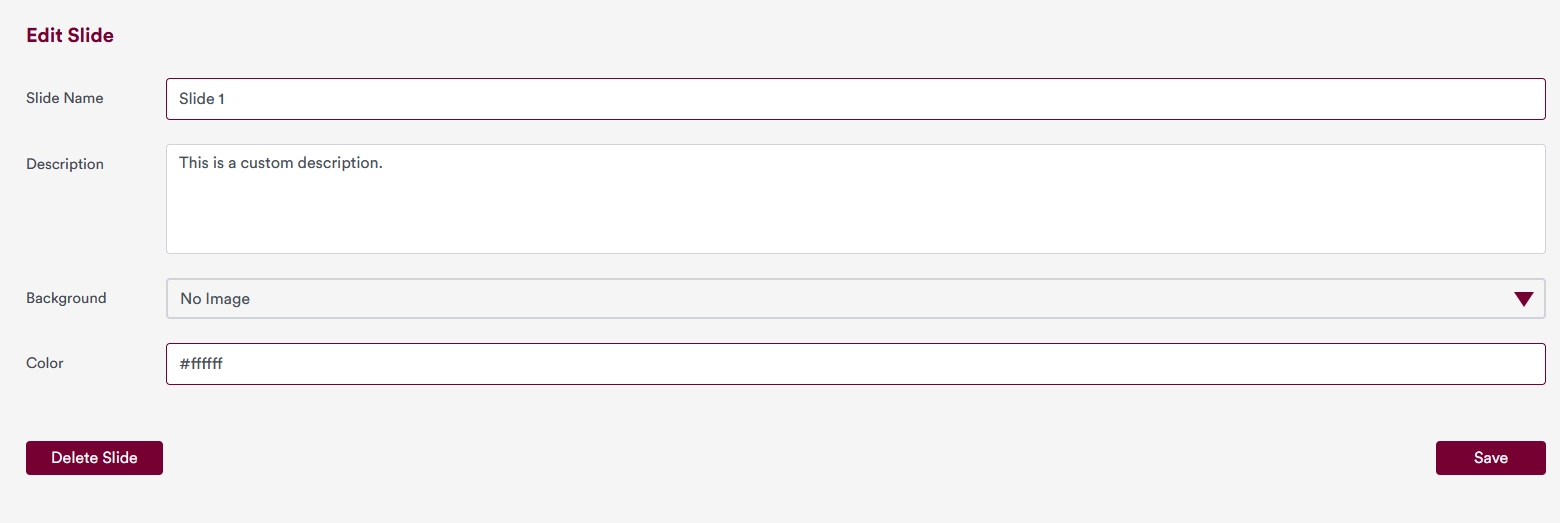 Edit Slide
Slide Name
Slide 1
Description
This is a custom description.
Background
No Image
Color
#ffffff
Delete Slide
Save